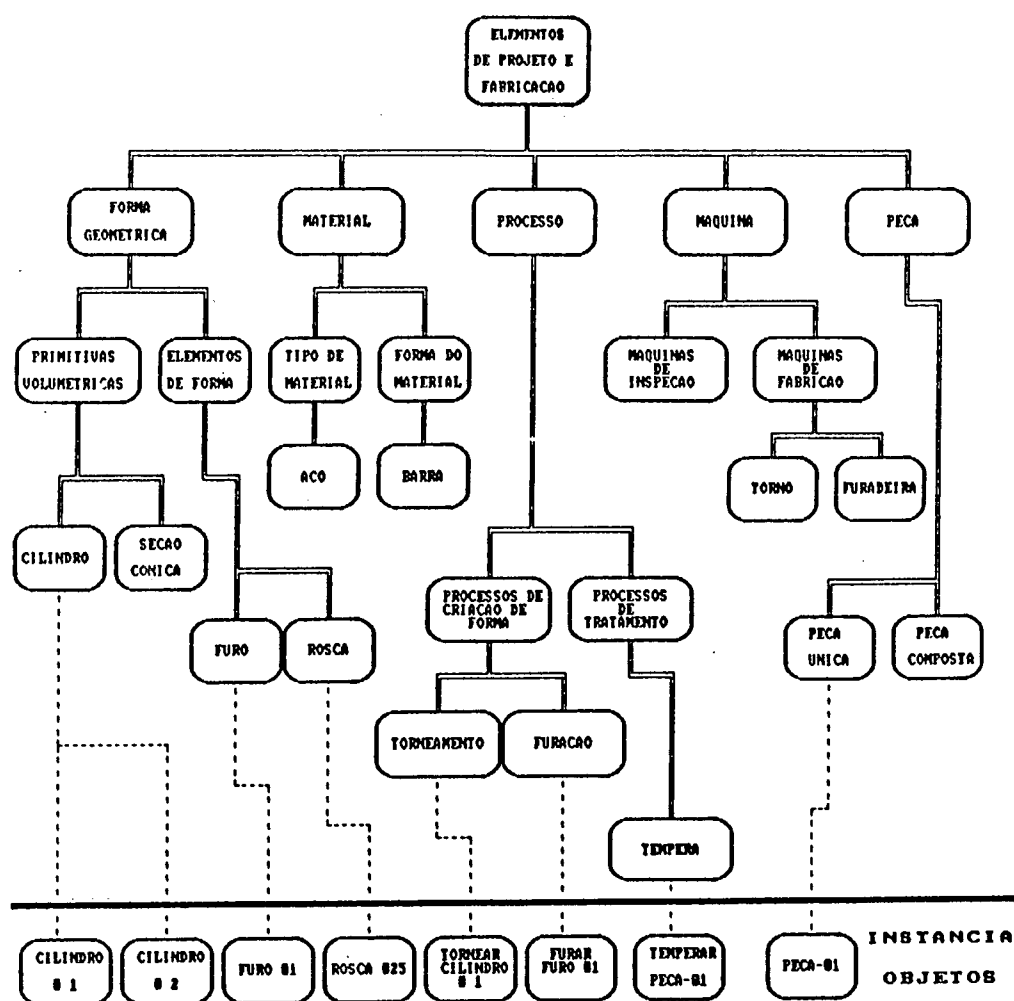 ELEMENTOS
DE PROJETO E
FABRICACAO
FORMA
GEOMETRICA
MATERIAL
PROCESSO
MAQUINA
PECA
PRIMITIVAS
VOLUMETRICAS
ELEMENTOS
DE FORMA
TIPO DE
MATERIAL
FORMA DO
MATERIAL
MAQUINAS
DE
INSPECAO
MAQUINAS
DE
FABRICAO
ACO
BARRA
TORNO
FURADEIRA
CILINDRO
SECAO
CONICA
PROCESSOS DE
CRIACAO DE
FORMA
PROCESSOS
DE
TRATAMENTO
FURO
ROSCA
PECA
UNICA
PECA
COMPOSTA
TORNEAMENTO
FURACAO
TEMPERA
CILINDRO
@ 1
CILINDRO
@ 2
FURO @1
ROSCA @25
TORNEAR
CILINDRO
@ 1
FURAR
FURO @1
TEMPERAR
PECA-@1
PECA-@1
INSTANCIA
OBJETOS